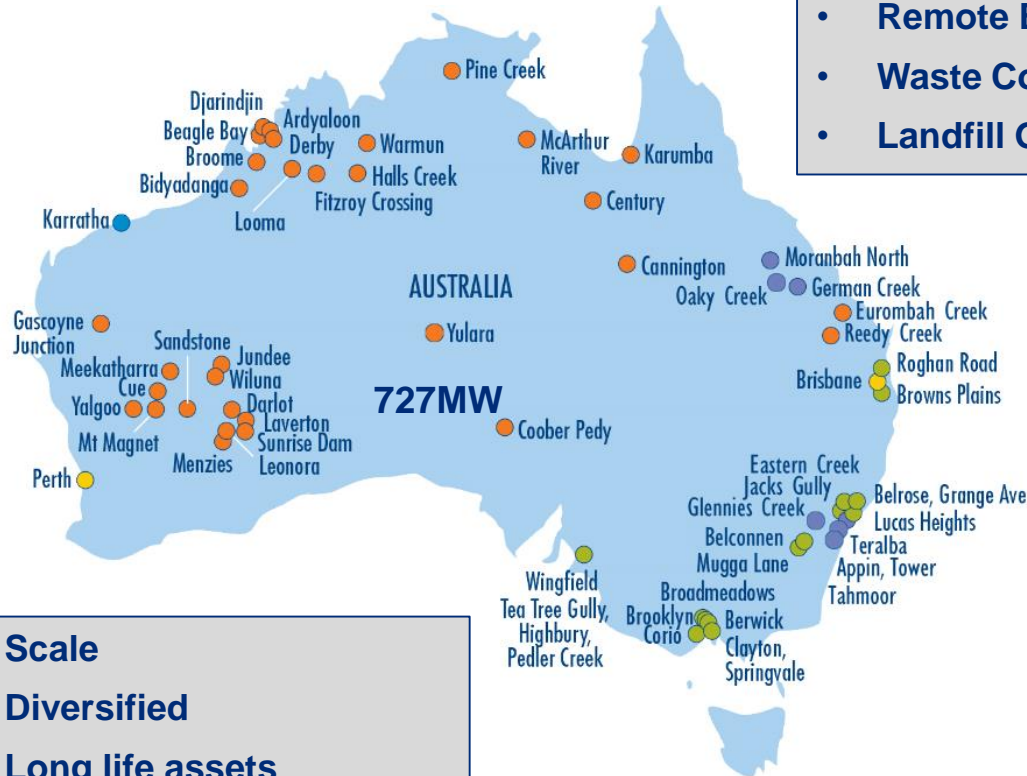 • Remote
• Waste
• Landfill
Pine Creek
Djarindjin
Ardyaloon
Beagle Bay
Derby
Broome
Bidyadanga
Warmun
Halls Creek
Fitzroy Crossing
Looma
McArthur
River
Karumba
Century
Karratha
Cannington
Moranbah North
Oaky Creek
German Creek
AUSTRALIA
Eurombah Creek
Reedy Creek
Gascoyne
Junction
Sandstone
Yulara
Meekatharra
Jundee
Cue
Wiluna
Roghan Road
Brisbane
Browns Plains
Yalgoo
Darlot
727MW
Mt Magnet
Laverton
Sunrise Dam
Menzies
Leonora
Coober Pedy
Perth
Eastern Creek
Jacks Gully
Glennies Creek
Belrose, Grange Ave
Lucas Heights
Belconnen
Teralba
Mugga Lane
Appin, Tower
Tahmoor
Wingfield
Tea Tree Gully,
Highbury,
Pedler Creek
Broadmeadows
Brooklyn
Berwick
Corio
Clayton,
Springvale
Scale
Diversified
Long life assets